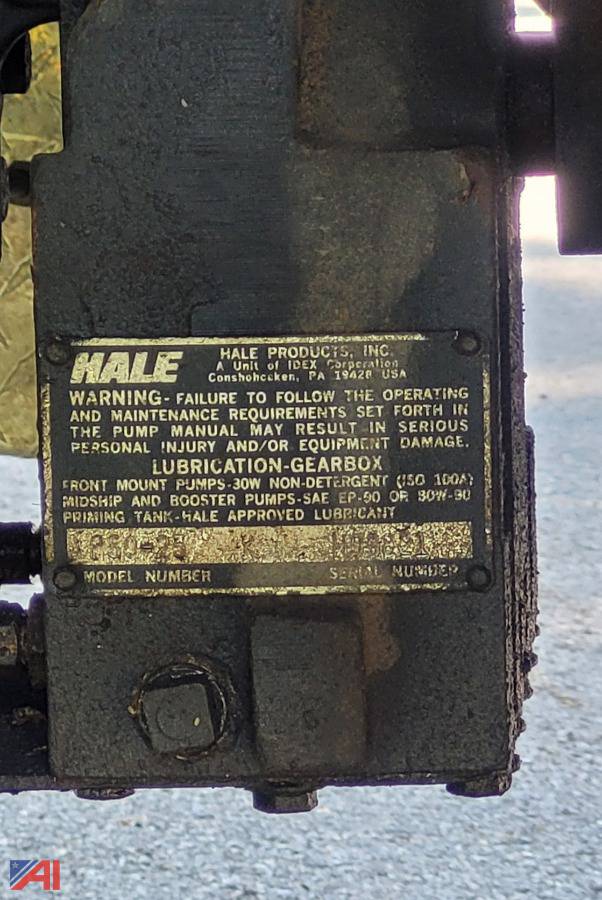 HALE
HALE PRODUCTS, INC.
A Unit of IDEX Corporation
Conshohocken, PA 19428 USA
WARNING- FAILURE TO FOLLOW THE OPERATING
AND MAINTENANCE REQUIREMENTS SET FORTH IN
THE PUMP MANUAL MAY RESULT IN SERIOUS
PERSONAL INJURY AND/OR EQUIPMENT DAMAGE.
LUBRICATION-GEARBOX
FRONT MOUNT PUMPS-30W NON-DETERGENT (ISO 100A)
MIDSHIP AND BOOSTER PUMPS-SAE EP-90 OR 80W-90
PRIMING TANK-HALE APPROVED LUBRICANT
MODEL NUMBER SERIAL NUMBER
AI